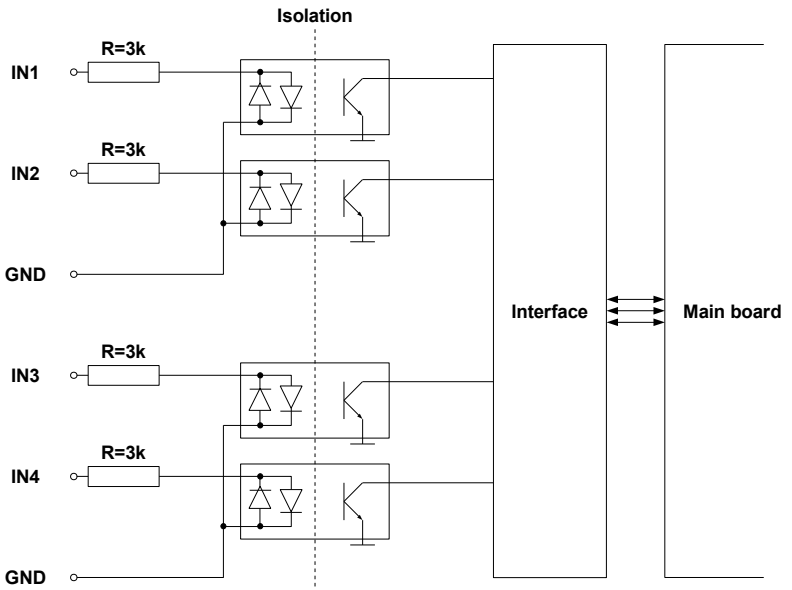 Isolation
R=3k
IN1
R=3k
IN2
GND
Interface
Main board
R=3k
IN3
R=3k
IN4
GND